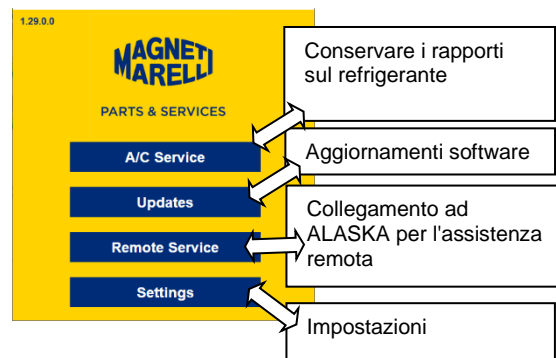 1.29.0.0
MAGNETI
MARELLI
PARTS & SERVICES
A/C Service
Updates
Remote Service
Settings
Conservare i rapporti
sul refrigerante
Aggiornamenti software
Collegamento ad
ALASKA per l'assistenza
remota
Impostazioni